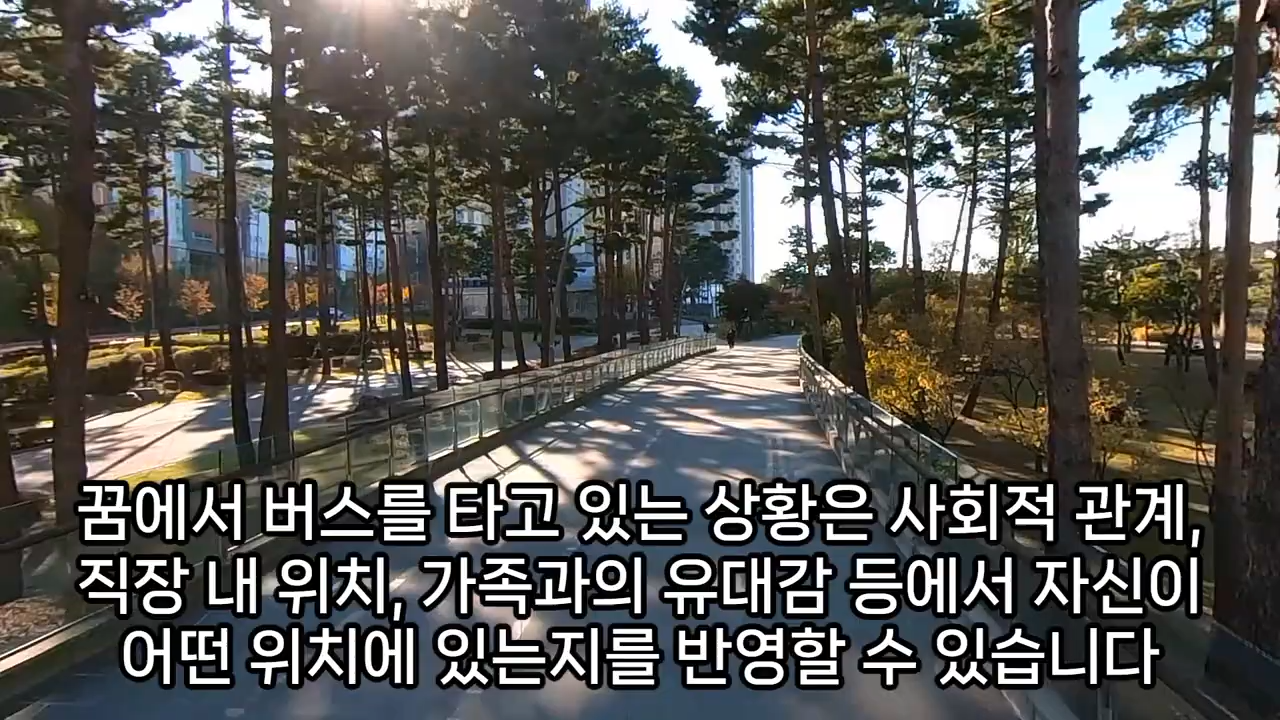 꿈에서 버스를 타고 있는 상황은 사회적 관계,
직장 내 위치, 가족과의 유대감 등에서 자신이
어떤 위치에 있는지를 반영할 수 있습니다